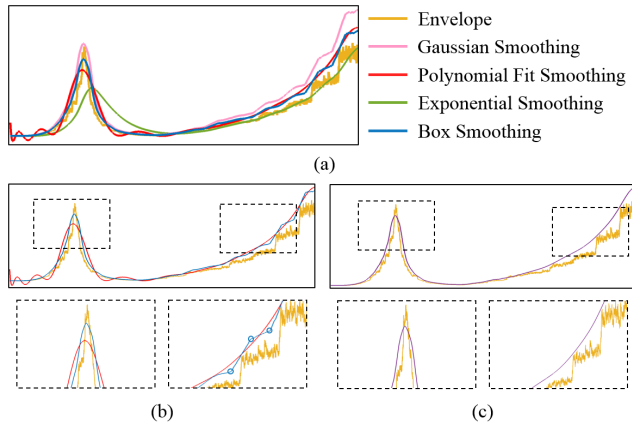 Envelope
Gaussian Smoothing
Polynomial Fit Smoothing
Exponential Smoothing
Box Smoothing
(a)
(b)
(c)